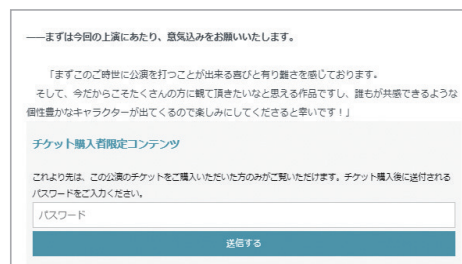 ――まずは今回の上演にあたり、意気込みをお願いいたします。
「まずこのご時世に公演を打つことが出来る喜びと有り難さを感じております。
そして、今だからこそたくさんの方に観て頂きたいなと思える作品ですし、誰もが共感できるような
個性豊かなキャラクターが出てくるので楽しみにしてくださると幸いです！」
チケット購入者限定コンテンツ
これより先は、この公演のチケットをご購入いただいた方のみがご覧いただけます。チケット購入後に送付される
パスワードをご入力ください。
パスワード
送信する